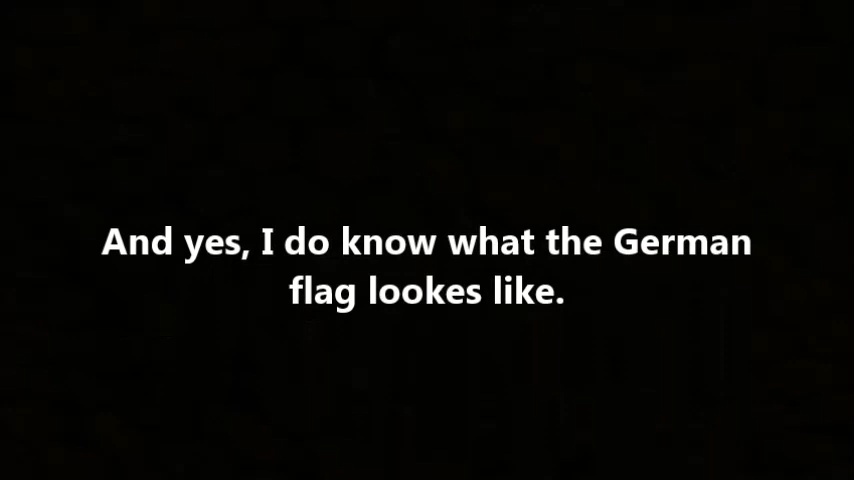 And yes, I do know what the German
flag lookes like.